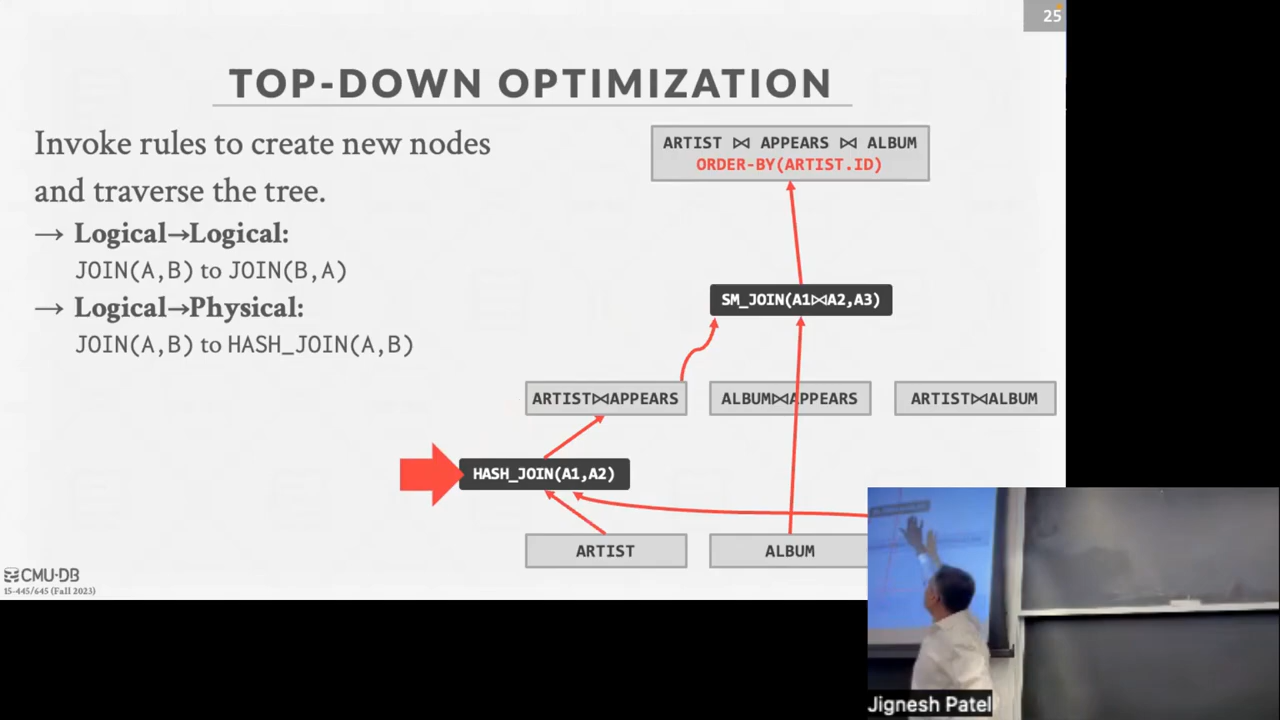 25
TOP-DOWN OPTIMIZATION
Invoke rules to create new nodes
and traverse the tree.
→ Logical→Logical:
JOIN(A,B) to JOIN(B,A)
→ Logical→Physical:
JOIN(A,B) to HASH_JOIN(A,B)
ARTIST ⋈ APPEARS ⋈ ALBUM
ORDER-BY(ARTIST.ID)
SM_JOIN(A1⋈A2,A3)
ARTIST⋈APPEARS
ALBUM⋈APPEARS
ARTIST⋈ALBUM
HASH_JOIN(A1,A2)
ARTIST
ALBUM
CMU·DB
15-445/645 (Fall 2023)
Jignesh Patel